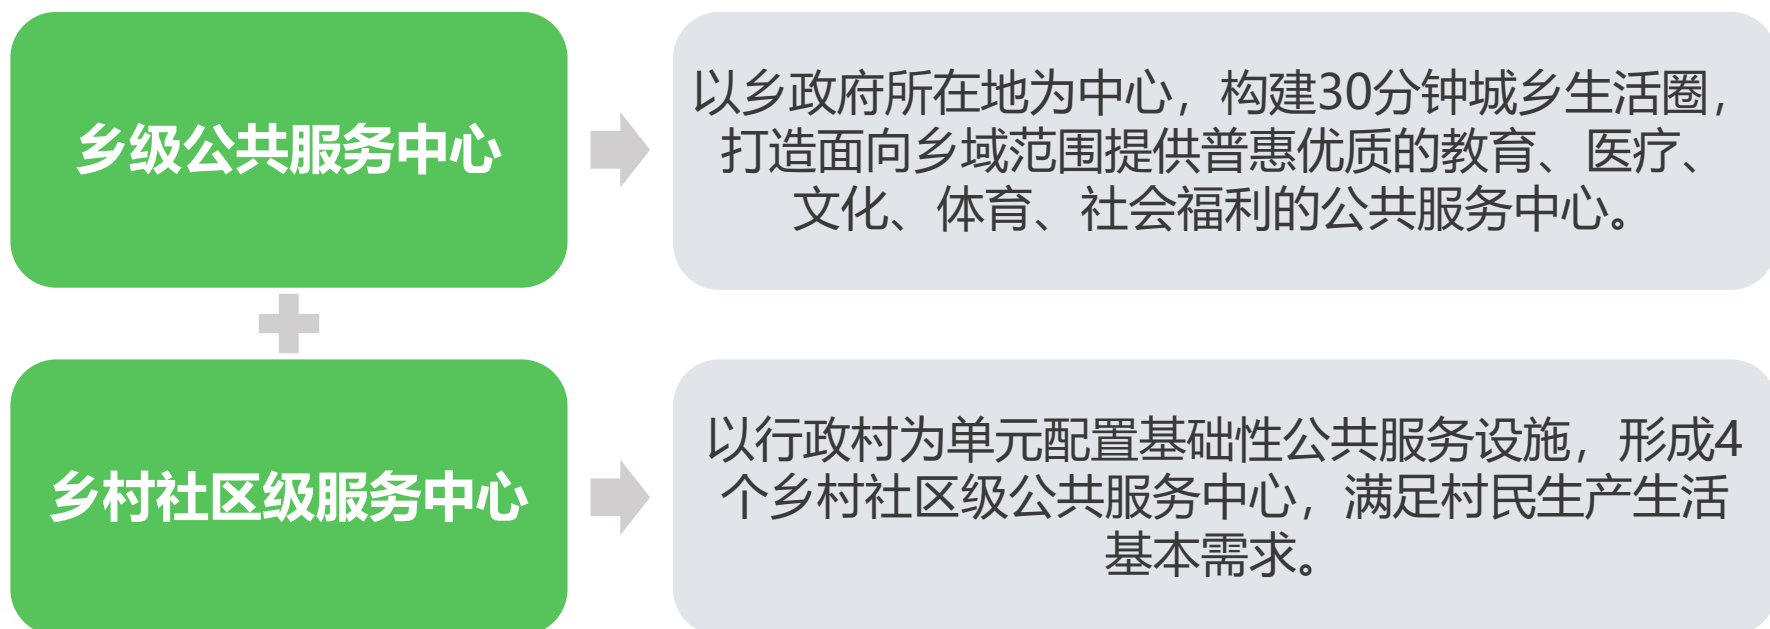 乡级公共服务中心
以乡政府所在地为中心，构建30分钟城乡生活圈，
打造面向乡域范围提供普惠优质的教育、医疗、
文化、体育、社会福利的公共服务中心。
乡村社区级服务中心
以行政村为单元配置基础性公共服务设施，形成4
个乡村社区级公共服务中心，满足村民生产生活
基本需求。